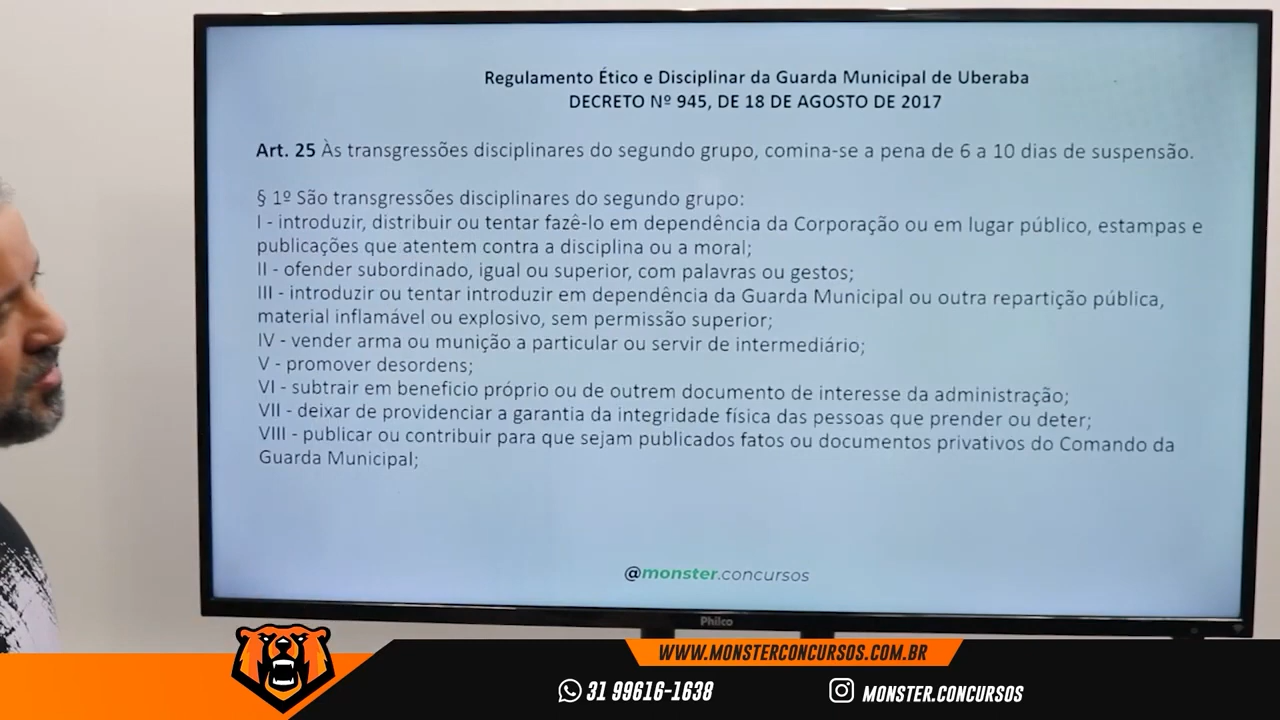 Regulamento Ético e Disciplinar da Guarda Municipal de Uberaba
DECRETO Nº 945, DE 18 DE AGOSTO DE 2017
Art. 25 Às transgressões disciplinares do segundo grupo, comina-se a pena de 6 a 10 dias de suspensão.
§ 1º São transgressões disciplinares do segundo grupo:
I - introduzir, distribuir ou tentar fazê-lo em dependência da Corporação ou em lugar público, estampas e
publicações que atentem contra a disciplina ou a moral;
II - ofender subordinado, igual ou superior, com palavras ou gestos;
III - introduzir ou tentar introduzir em dependência da Guarda Municipal ou outra repartição pública,
material inflamável ou explosivo, sem permissão superior;
IV - vender arma ou munição a particular ou servir de intermediário;
V - promover desordens;
VI - subtrair em beneficio próprio ou de outrem documento de interesse da administração;
VII - deixar de providenciar a garantia da integridade física das pessoas que prender ou deter;
VIII - publicar ou contribuir para que sejam publicados fatos ou documentos privativos do Comando da
Guarda Municipal;
@monster.concursos
Philco
WWW.MONSTERCONCURSOS.COM.BR
31 99616-1638
MONSTER.CONCURSOS